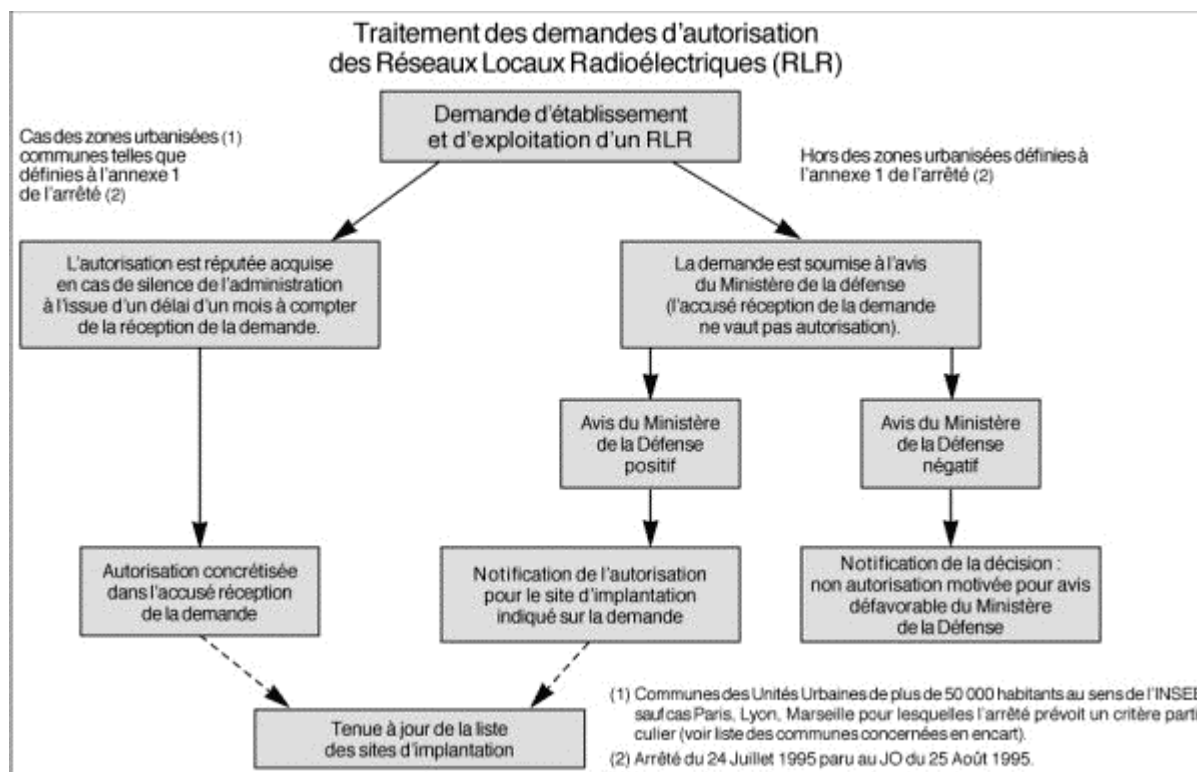 Traitement des demandes d'autorisation
des Réseaux Locaux Radioélectriques (RLR)
Demande d'établissement
et d'exploitation d'un RLR
Cas des zones urbanisées (1)
communes telles que
définies à l'annexe 1
de l'arrêté (2)
Hors des zones urbanisées définies à
l'annexe 1 de l'arrêté (2)
L'autorisation est réputée acquise
en cas de silence de l'administration
à l'issue d'un délai d'un mois à compter
de la réception de la demande.
La demande est soumise à l'avis
du Ministère de la défense
(l'accusé réception de la demande
ne vaut pas autorisation).
Avis du Ministère
de la Défense
positif
Avis du Ministère
de la Défense
négatif
Autorisation concrétisée
dans l'accusé réception
de la demande
Notification de l'autorisation
pour le site d'implantation
indiqué sur la demande
Notification de la décision :
non autorisation motivée pour avis
défavorable du Ministère
de la Défense
Tenue à jour de la liste
des sites d'implantation
(1) Communes des Unités Urbaines de plus de 50 000 habitants au sens de l'INSEE
sauf cas Paris, Lyon, Marseille pour lesquelles l'arrêté prévoit un critère parti
culier (voir liste des communes concernées en encart).
(2) Arrêté du 24 Juillet 1995 paru au JO du 25 Août 1995.